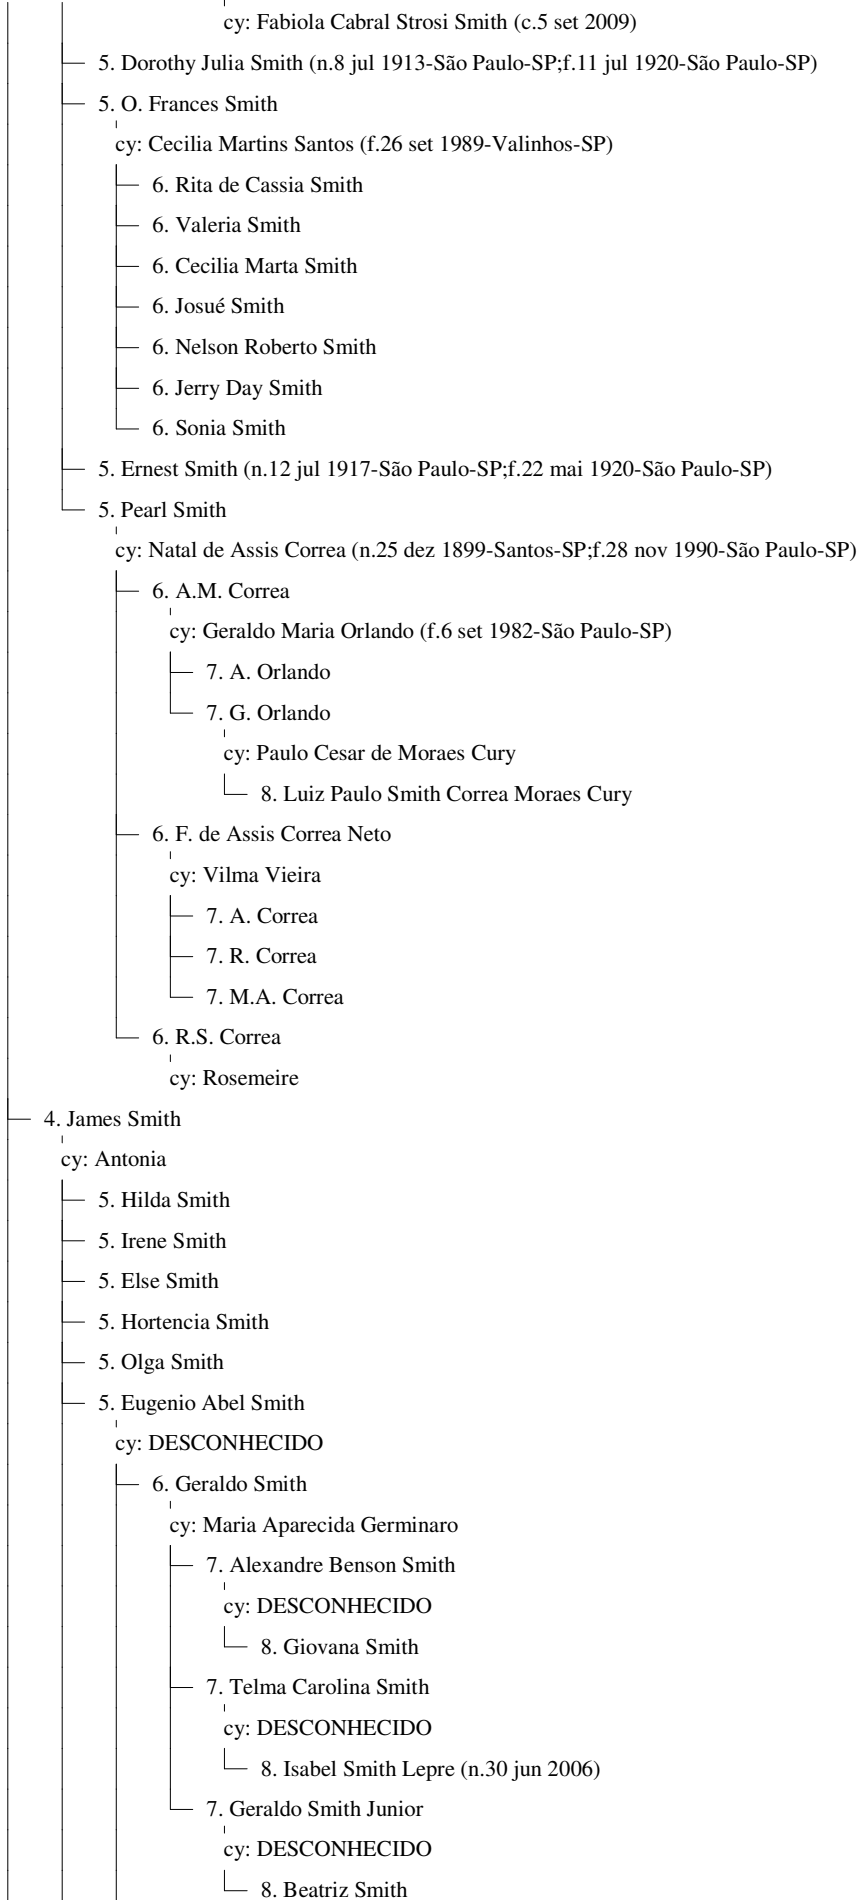 cy: Fabiola Cabral Strosi Smith (c.5 set 2009)
5. Dorothy Julia Smith (n.8 jul 1913-São Paulo-SP;f.11 jul 1920-São Paulo-SP)
5. O. Frances Smith
cy: Cecilia Martins Santos (f.26 set 1989-Valinhos-SP)
6. Rita de Cassia Smith
6. Valeria Smith
6. Cecilia Marta Smith
6. Josué Smith
6. Nelson Roberto Smith
6. Jerry Day Smith
6. Sonia Smith
5. Ernest Smith (n.12 jul 1917-São Paulo-SP;f.22 mai 1920-São Paulo-SP)
5. Pearl Smith
cy: Natal de Assis Correa (n.25 dez 1899-Santos-SP;f.28 nov 1990-São Paulo-SP)
6. A.M. Correa
cy: Geraldo Maria Orlando (f.6 set 1982-São Paulo-SP)
7. A. Orlando
7. G. Orlando
cy: Paulo Cesar de Moraes Cury
8. Luiz Paulo Smith Correa Moraes Cury
6. F. de Assis Correa Neto
cy: Vilma Vieira
7. A. Correa
7. R. Correa
7. M.A. Correa
6. R.S. Correa
cy: Rosemeire
4. James Smith
cy: Antonia
5. Hilda Smith
5. Irene Smith
5. Else Smith
5. Hortencia Smith
5. Olga Smith
5. Eugenio Abel Smith
cy: DESCONHECIDO
6. Geraldo Smith
cy: Maria Aparecida Germinaro
7. Alexandre Benson Smith
cy: DESCONHECIDO
8. Giovana Smith
7. Telma Carolina Smith
cy: DESCONHECIDO
8. Isabel Smith Lepre (n.30 jun 2006)
7. Geraldo Smith Junior
cy: DESCONHECIDO
8. Beatriz Smith